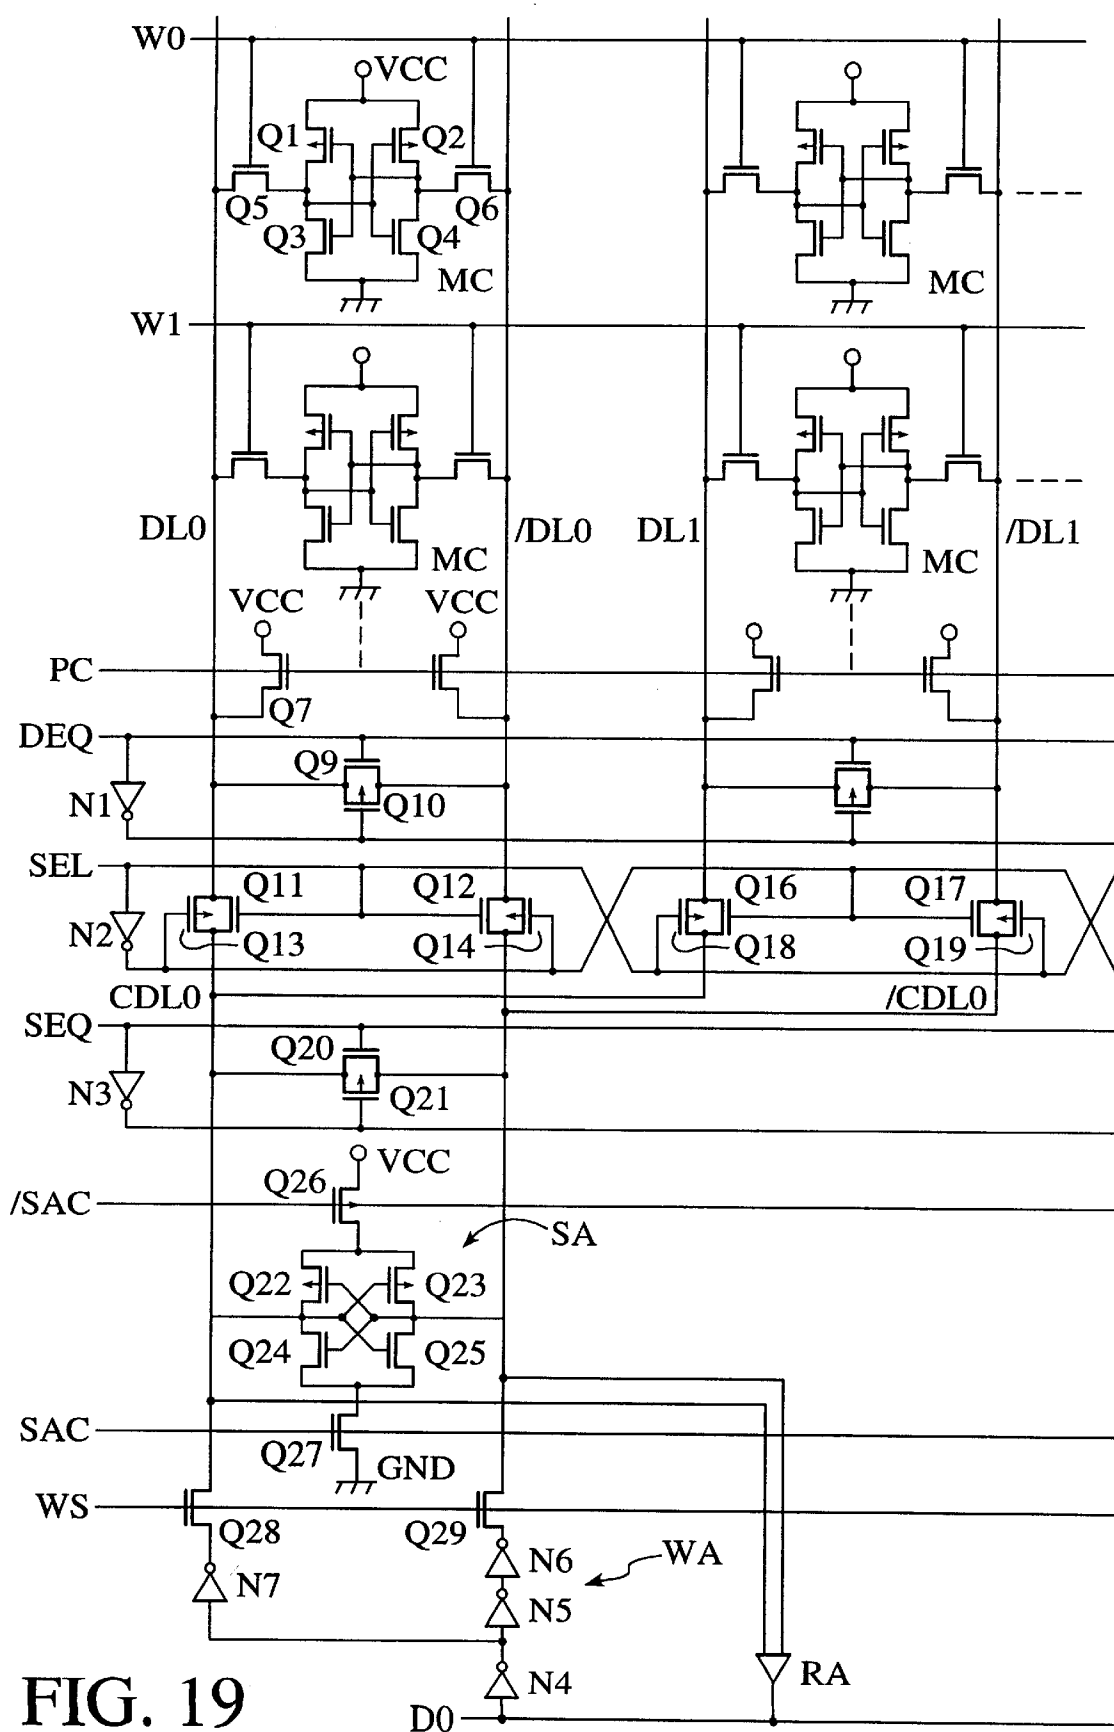 W0
VCC
Q1 Q2
Q5 Q6
Q3 Q4
MC MC
W1
DL0 /DL0 DL1 /DL1
MC MC
VCC VCC
PC
Q7
DEQ
Q9
N1 Q10
SEL
Q11 Q12 Q16 Q17
N2 Q13 Q14 Q18 Q19
CDL0 /CDL0
SEQ
Q20
N3 Q21
VCC
Q26
/SAC
SA
Q22 Q23
Q24 Q25
SAC
Q27 GND
WS
Q28 Q29
N6 WA
N7
N5
N4 RA
FIG. 19
D0